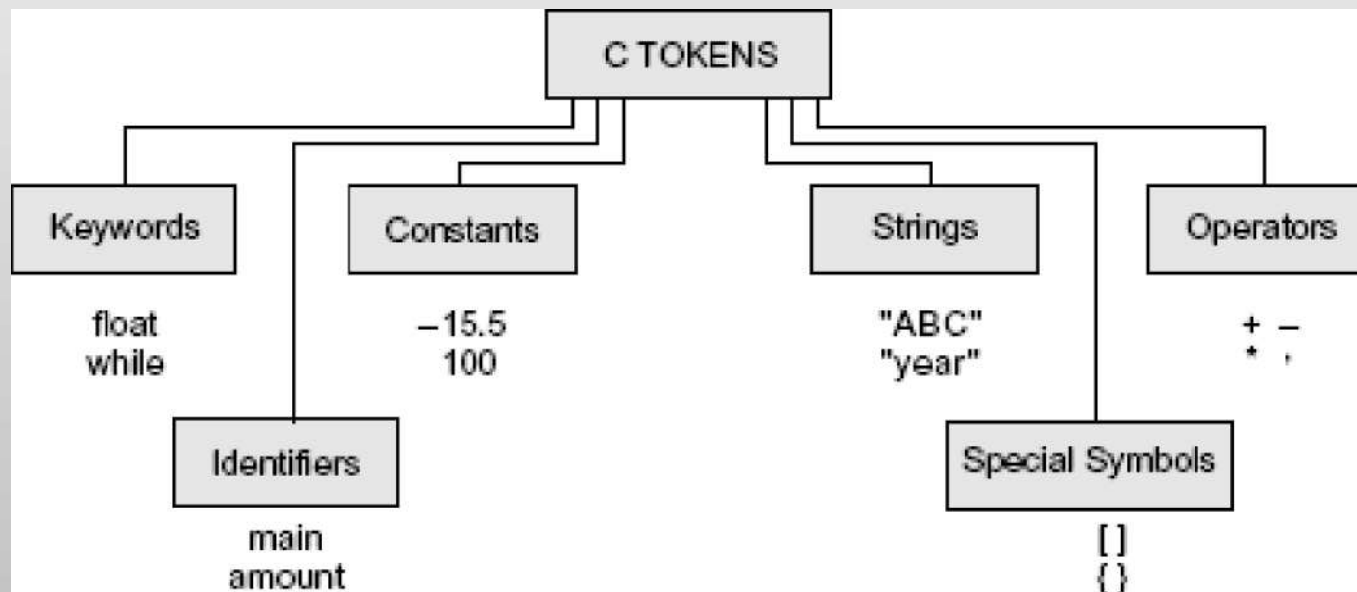 C TOKENS
Keywords
Constants
Strings
Operators
float
while
–15.5
100
"ABC"
"year"
+ –
* ,
Identifiers
Special Symbols
main
amount
[ ]
{ }